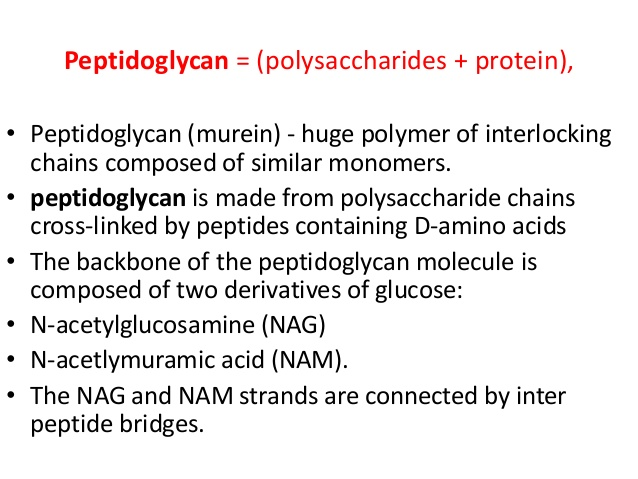 Peptidoglycan = (polysaccharides + protein),
• Peptidoglycan (murein) - huge polymer of interlocking
chains composed of similar monomers.
• peptidoglycan is made from polysaccharide chains
cross-linked by peptides containing D-amino acids
• The backbone of the peptidoglycan molecule is
composed of two derivatives of glucose:
• N-acetylglucosamine (NAG)
• N-acetlymuramic acid (NAM).
• The NAG and NAM strands are connected by inter
peptide bridges.